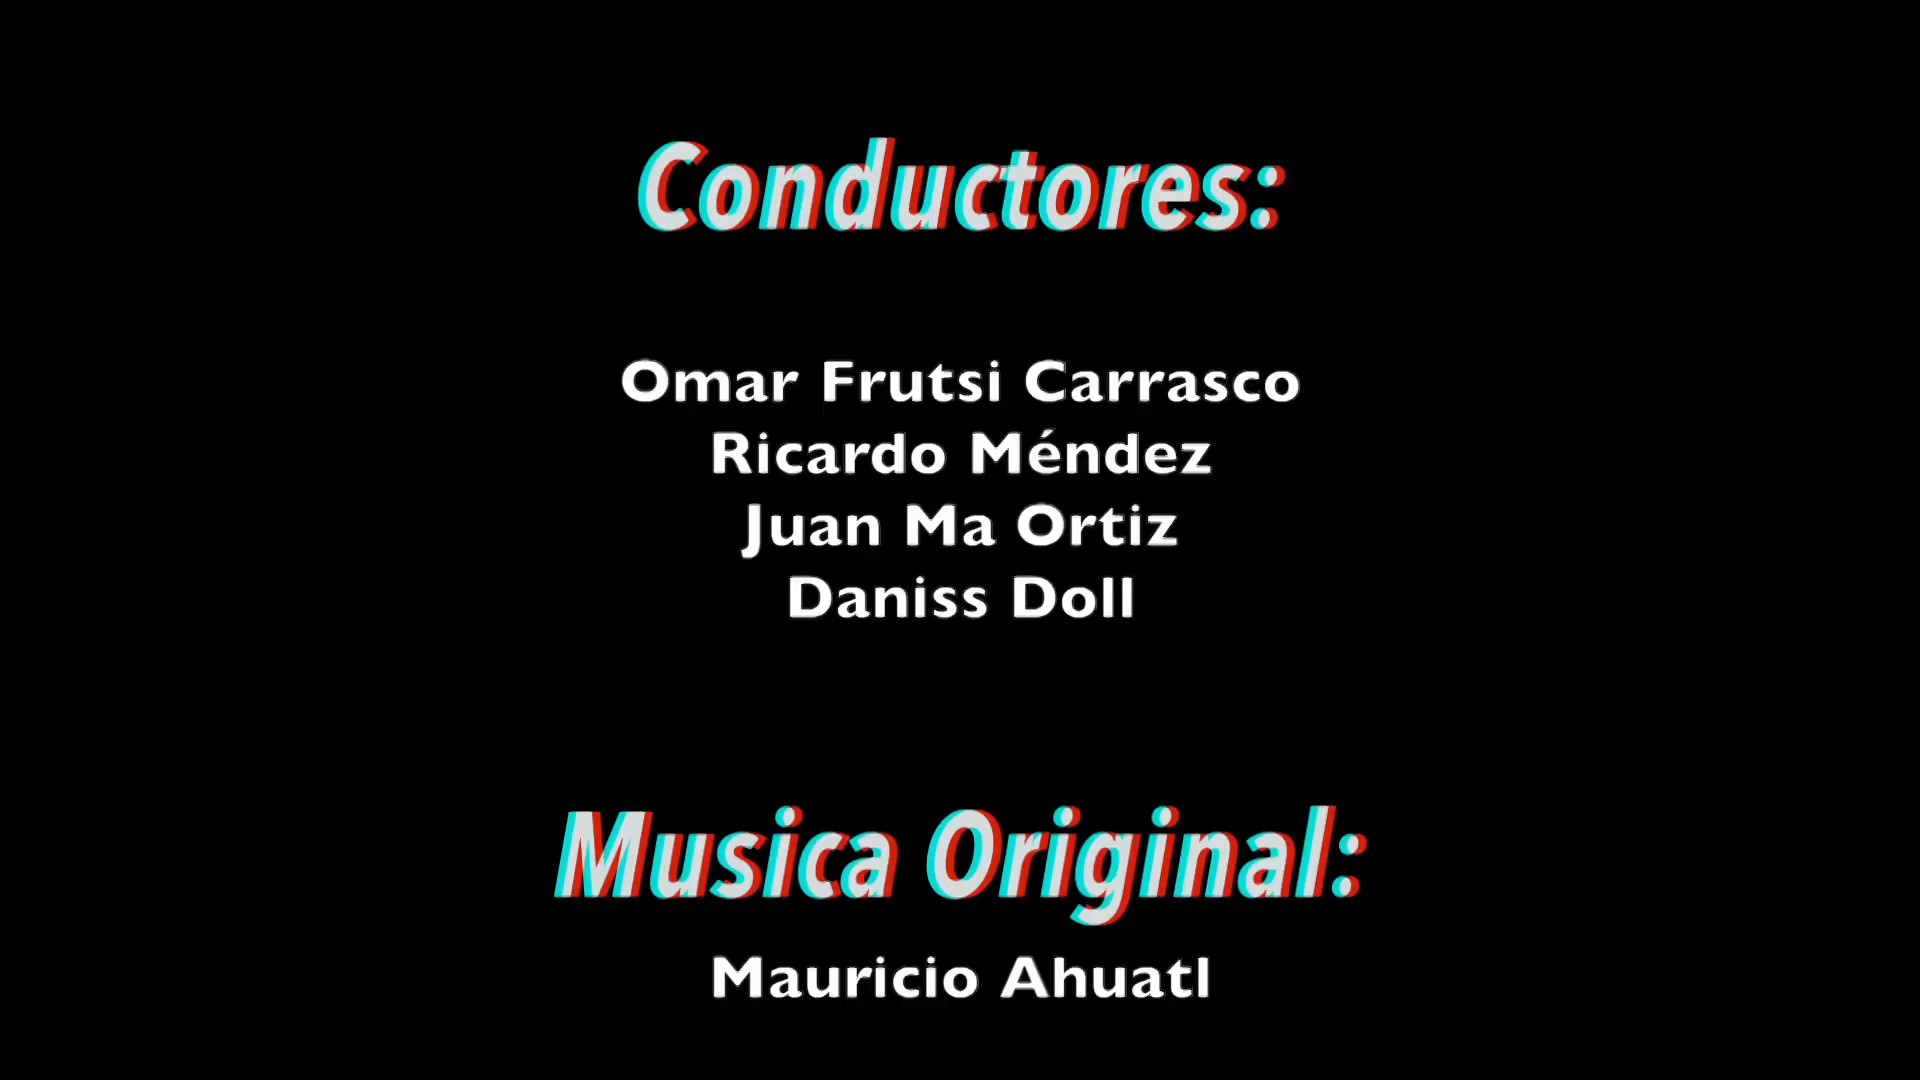 Conductores:
Omar Frutsi Carrasco
Ricardo Méndez
Juan Ma Ortiz
Daniss Doll
Musica Original:
Mauricio Ahuatl